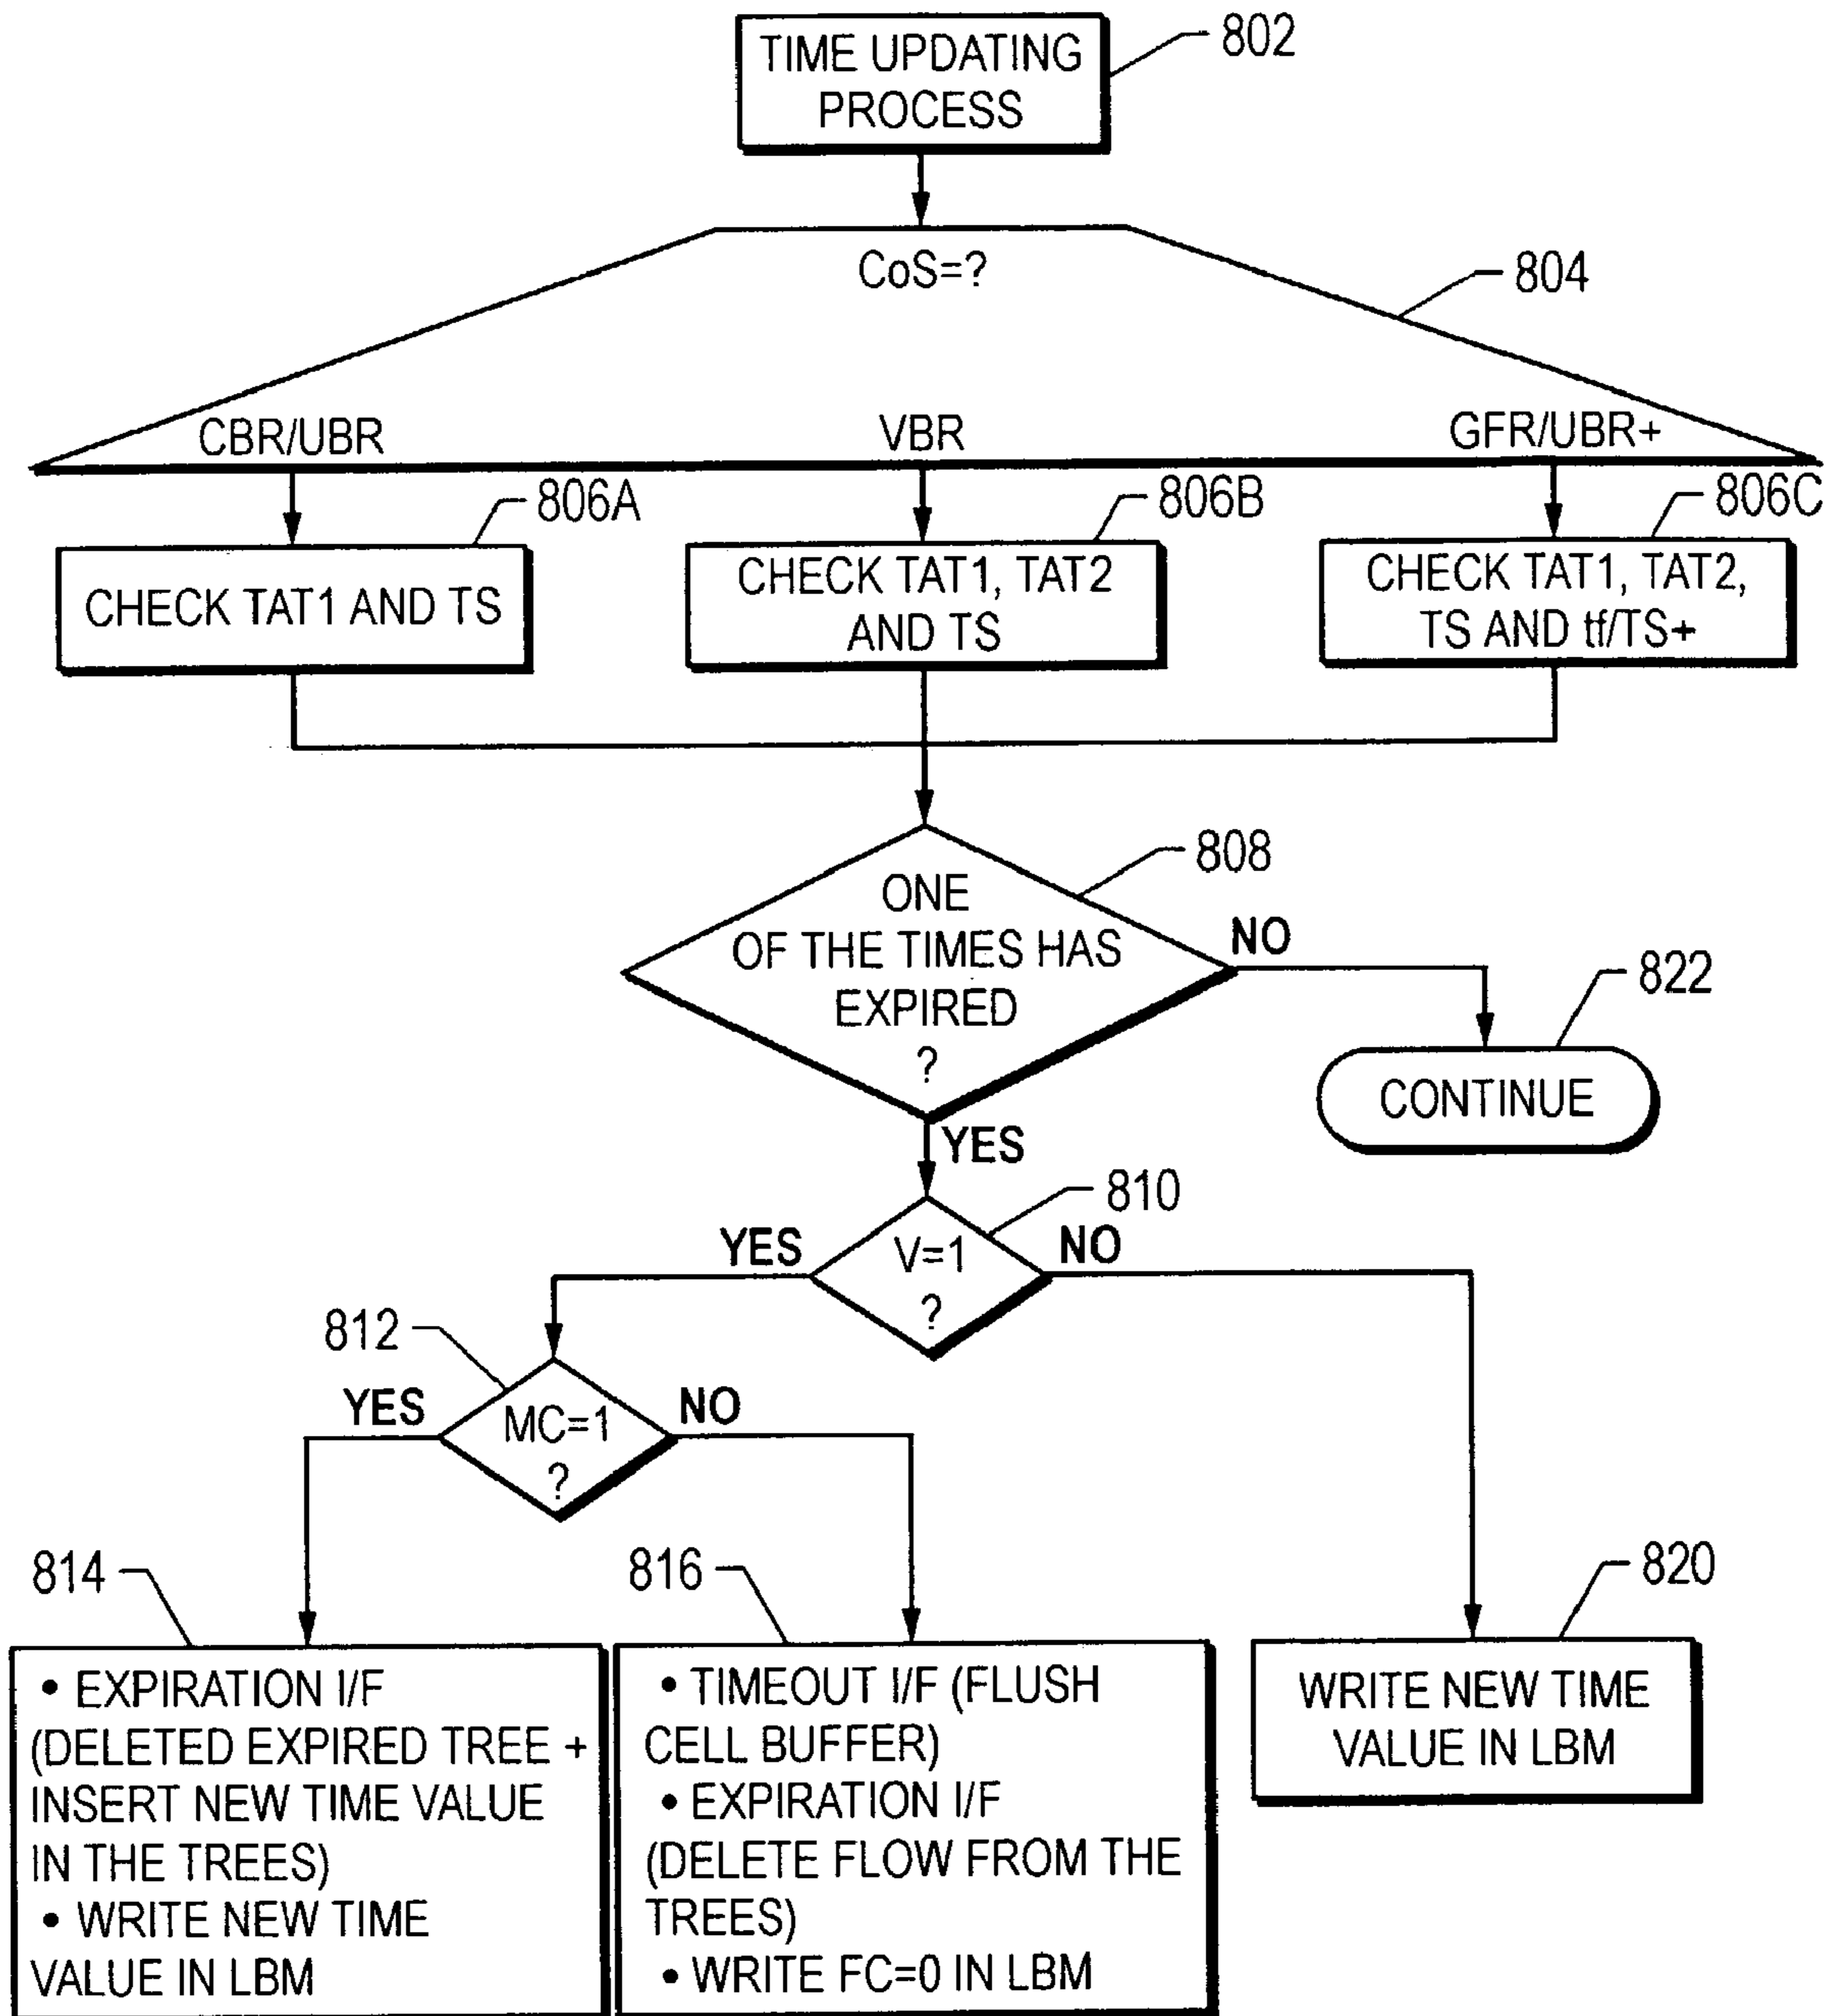 TIME UPDATING
PROCESS
802
CoS=?
804
CBR/UBR
VBR
GFR/UBR+
806A
806B
806C
CHECK TAT1 AND TS
CHECK TAT1, TAT2
AND TS
CHECK TAT1, TAT2,
TS AND tf/TS+
808
ONE
OF THE TIMES HAS
EXPIRED
?
NO
822
CONTINUE
YES
810
YES
V=1
?
NO
812
YES
MC=1
?
NO
814
816
820
• EXPIRATION I/F
(DELETED EXPIRED TREE +
INSERT NEW TIME VALUE
IN THE TREES)
• WRITE NEW TIME
VALUE IN LBM
• TIMEOUT I/F (FLUSH
CELL BUFFER)
• EXPIRATION I/F
(DELETE FLOW FROM THE
TREES)
• WRITE FC=0 IN LBM
WRITE NEW TIME
VALUE IN LBM